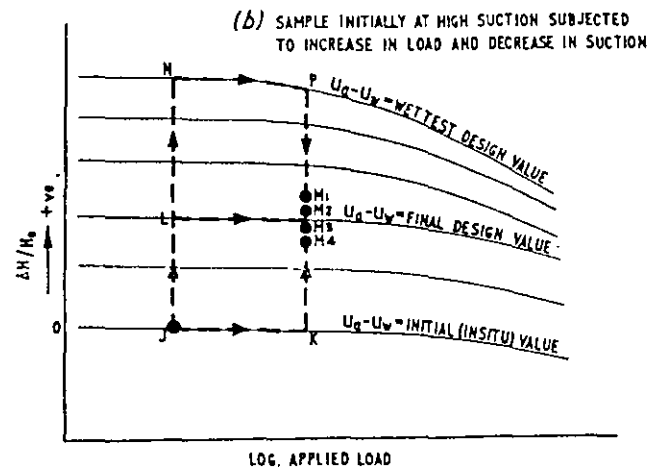 (b) SAMPLE INITIALLY AT HIGH SUCTION SUBJECTED
TO INCREASE IN LOAD AND DECREASE IN SUCTION
N
P
Ua-Uw=WETTEST DESIGN VALUE
M1
M2
L
Ua-Uw=FINAL DESIGN VALUE
M3
M4
ΔH/H₀
+ve
O
J
K
Ua-Uw=INITIAL (INSITU) VALUE
LOG, APPLIED LOAD